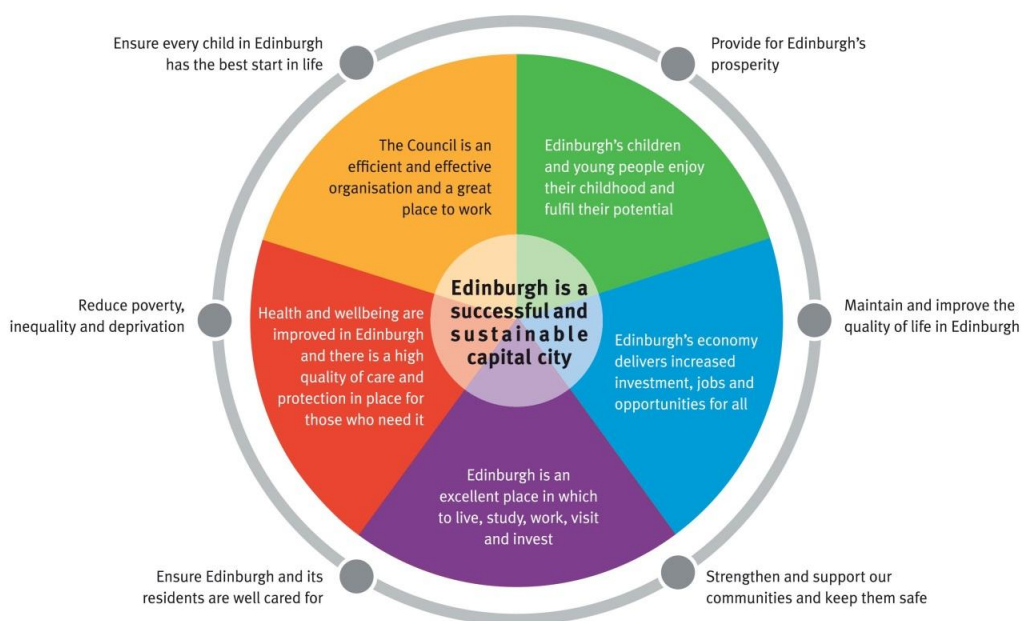 Ensure every child in Edinburgh
has the best start in life
Provide for Edinburgh's
prosperity
The Council is an
efficient and effective
organisation and a great
place to work
Edinburgh's children
and young people enjoy
their childhood and
fulfil their potential
Edinburgh is a
successful and
sustainable
capital city
Reduce poverty,
inequality and deprivation
Health and wellbeing are
improved in Edinburgh
and there is a high
quality of care and
protection in place for
those who need it
Edinburgh's economy
delivers increased
investment, jobs and
opportunities for all
Maintain and improve the
quality of life in Edinburgh
Edinburgh is an
excellent place in which
to live, study, work, visit
and invest
Ensure Edinburgh and its
residents are well cared for
Strengthen and support our
communities and keep them safe